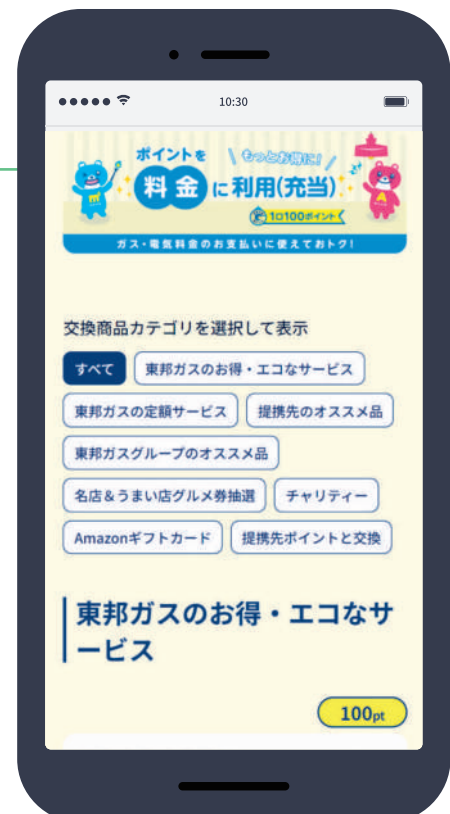 10:30
ポイントを
もっとお得に!
料金に利用(充当)
1口100ポイント
ガス・電気料金のお支払いに使えておトク!
交換商品カテゴリを選択して表示
すべて 東邦ガスのお得・エコなサービス
東邦ガスの定額サービス 提携先のオススメ品
東邦ガスグループのオススメ品
名店&うまい店グルメ券抽選 チャリティー
Amazonギフトカード 提携先ポイントと交換
東邦ガスのお得・エコなサ
ービス
100pt